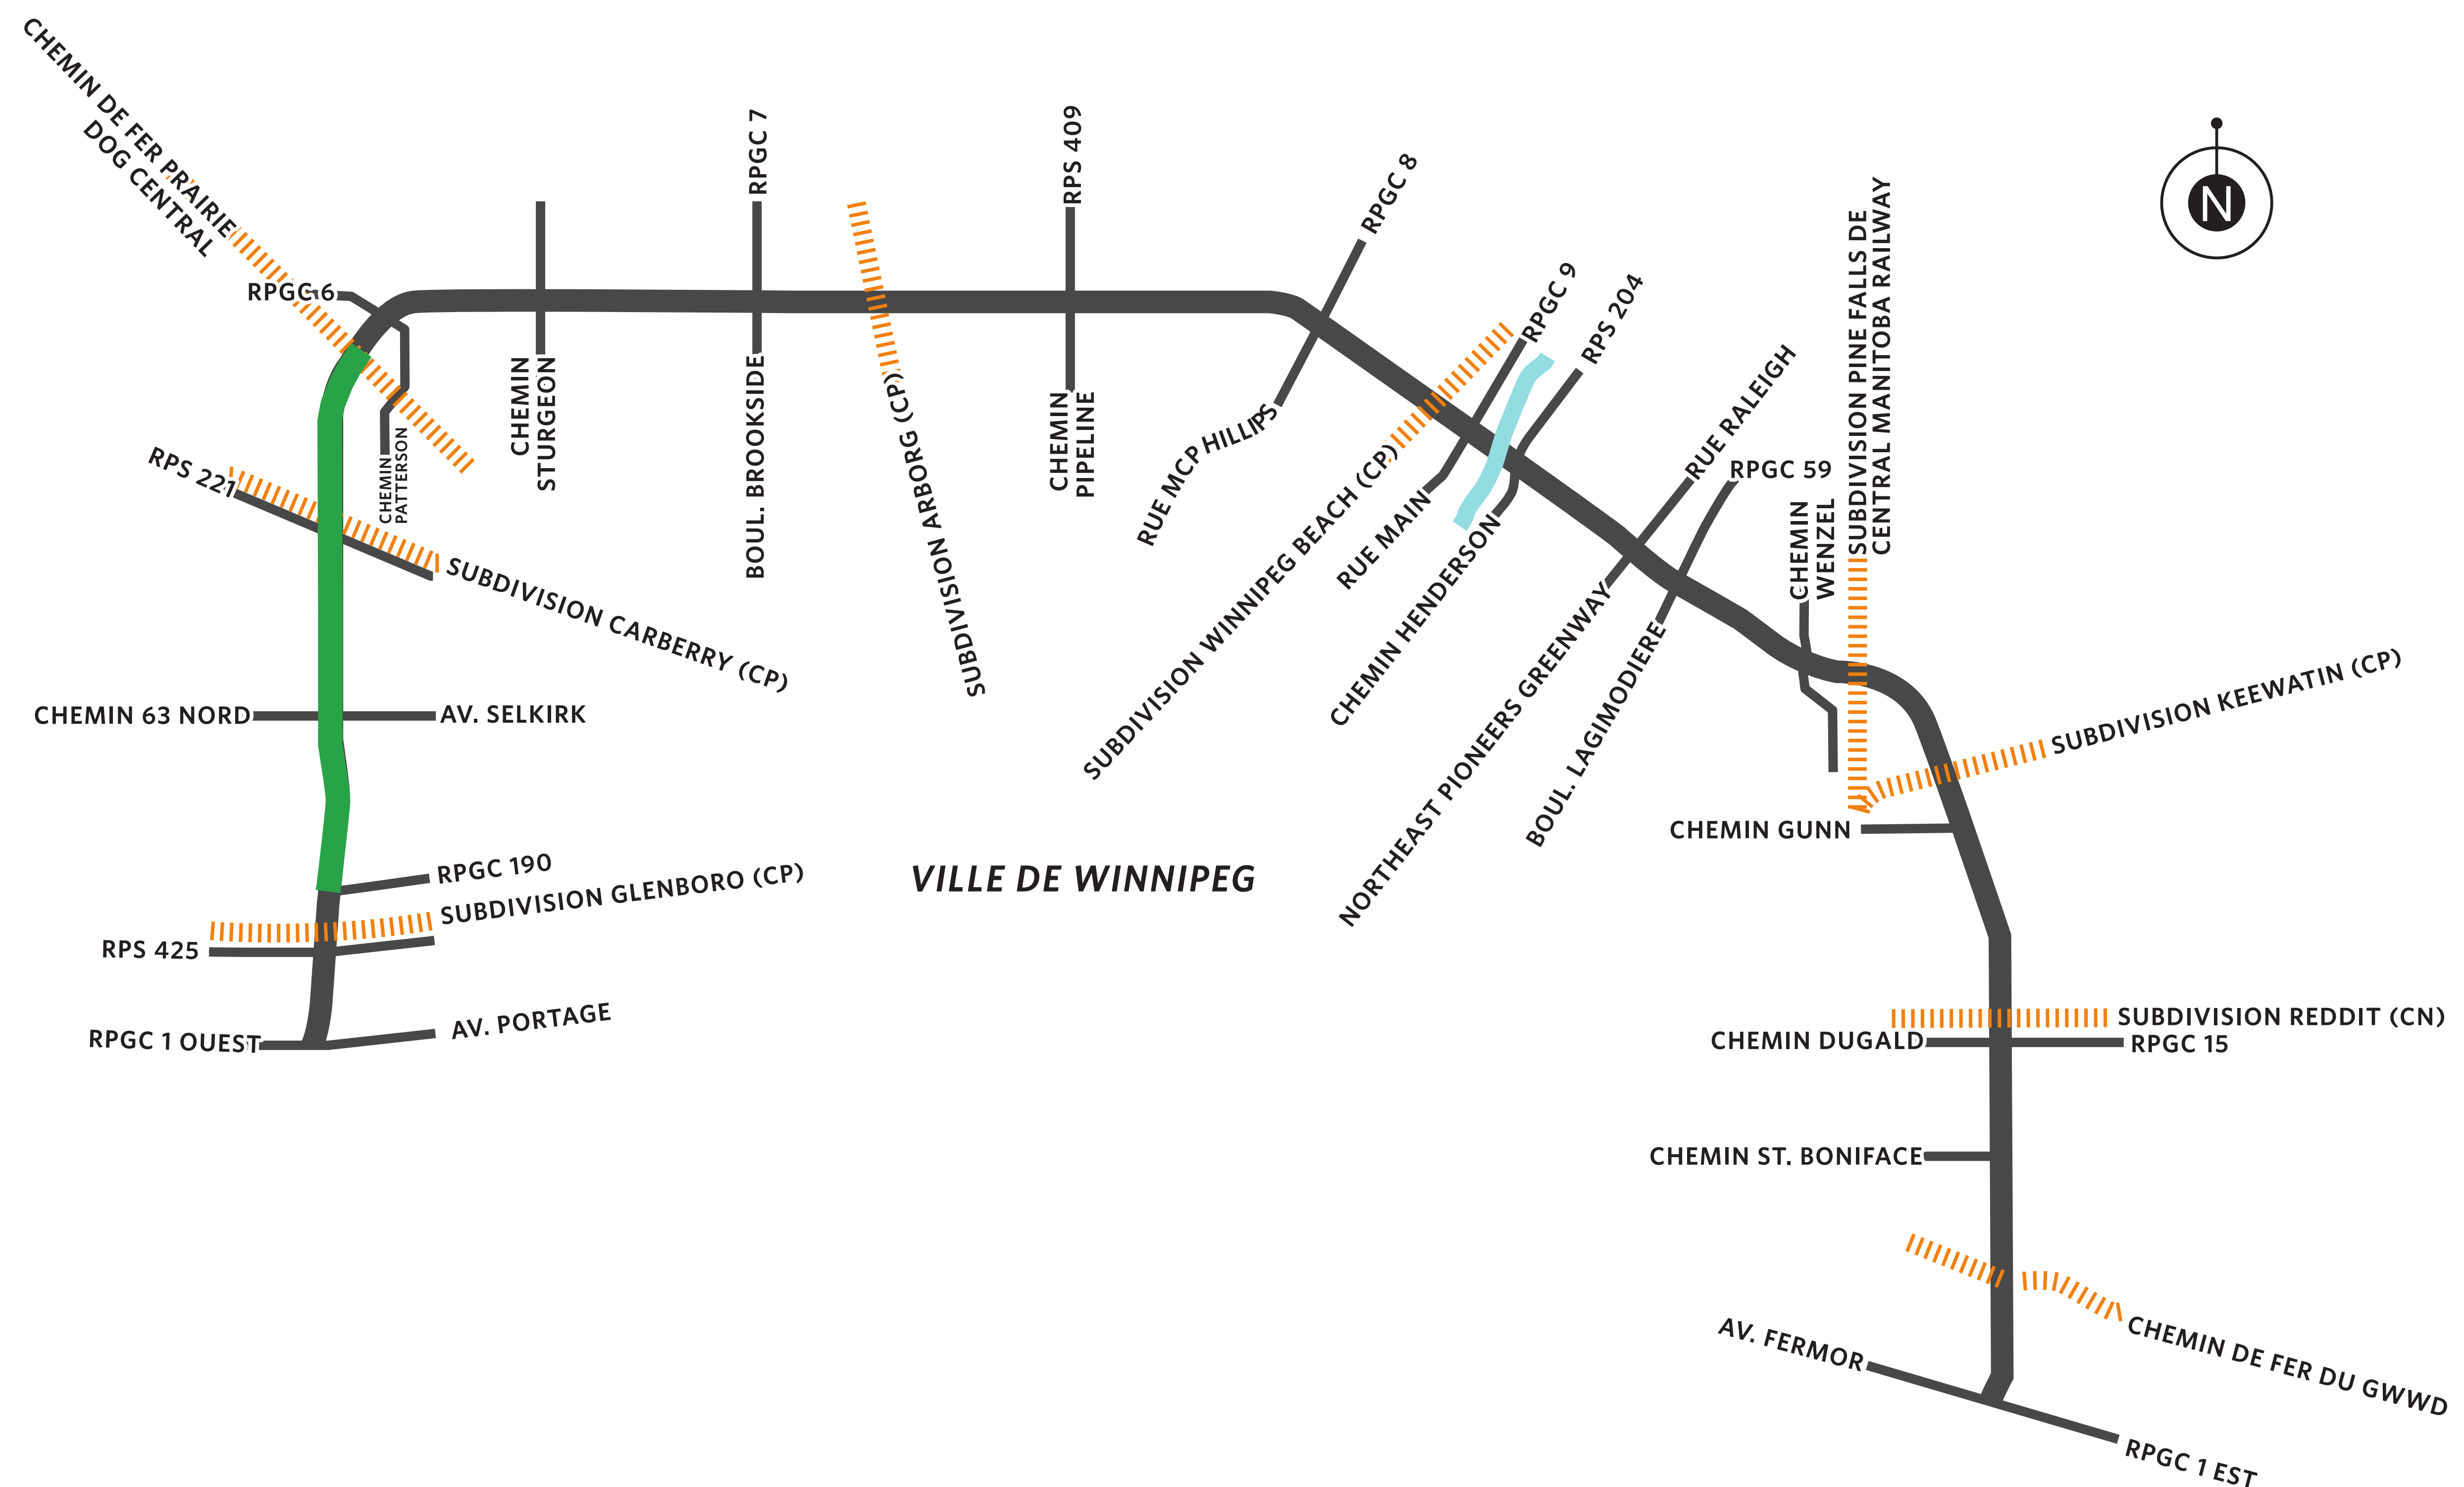 CHEMIN DE FER PRAIRIE
DOG CENTRAL
RPGC 6
CHEMIN
PATTERSON
RPS 221
SUBDIVISION CARBERRY (CP)
CHEMIN 63 NORD
AV. SELKIRK
RPGC 190
SUBDIVISION GLENBORO (CP)
RPS 425
RPGC 1 OUEST
AV. PORTAGE
CHEMIN
STURGEON
RPGC 7
BOUL. BROOKSIDE
SUBDIVISION ARBORG (CP)
RPS 409
CHEMIN
PIPELINE
RPGC 8
RUE MCPHILLIPS
SUBDIVISION WINNIPEG BEACH (CP)
RPGC 9
RUE MAIN
RPS 204
CHEMIN HENDERSON
RUE RALEIGH
NORTHEAST PIONEERS GREENWAY
RPGC 59
BOUL. LAGIMODIERE
CHEMIN
WENZEL
SUBDIVISION PINE FALLS DE
CENTRAL MANITOBA RAILWAY
N
SUBDIVISION KEEWATIN (CP)
CHEMIN GUNN
VILLE DE WINNIPEG
SUBDIVISION REDDIT (CN)
CHEMIN DUGALD
RPGC 15
CHEMIN ST. BONIFACE
CHEMIN DE FER DU GWWD
AV. FERMOR
RPGC 1 EST